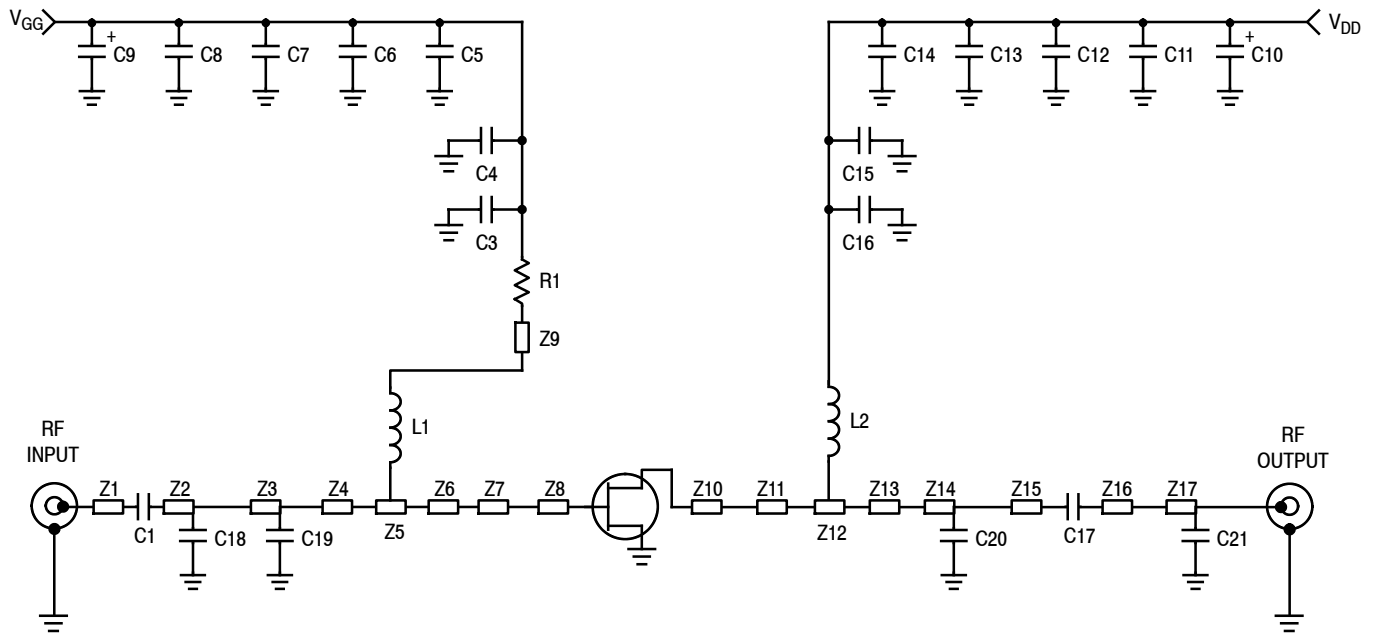 VGG
+
C9
C8
C7
C6
C5
C14
C13
C12
C11
+
C10
VDD
C4
C15
C3
C16
R1
Z9
L1
L2
RF
INPUT
RF
OUTPUT
Z1
Z2
Z3
Z4
Z6
Z7
Z8
Z10
Z11
Z13
Z14
Z15
Z16
Z17
C1
C18
C19
Z5
Z12
C20
C17
C21